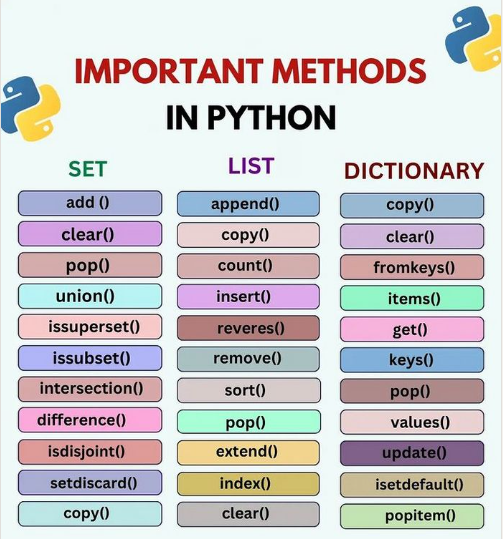 IMPORTANT METHODS
IN PYTHON
SET
add ()
clear()
pop()
union()
issuperset()
issubset()
intersection()
difference()
isdisjoint()
setdiscard()
copy()
LIST
append()
copy()
count()
insert()
reveres()
remove()
sort()
pop()
extend()
index()
clear()
DICTIONARY
copy()
clear()
fromkeys()
items()
get()
keys()
pop()
values()
update()
isetdefault()
popitem()